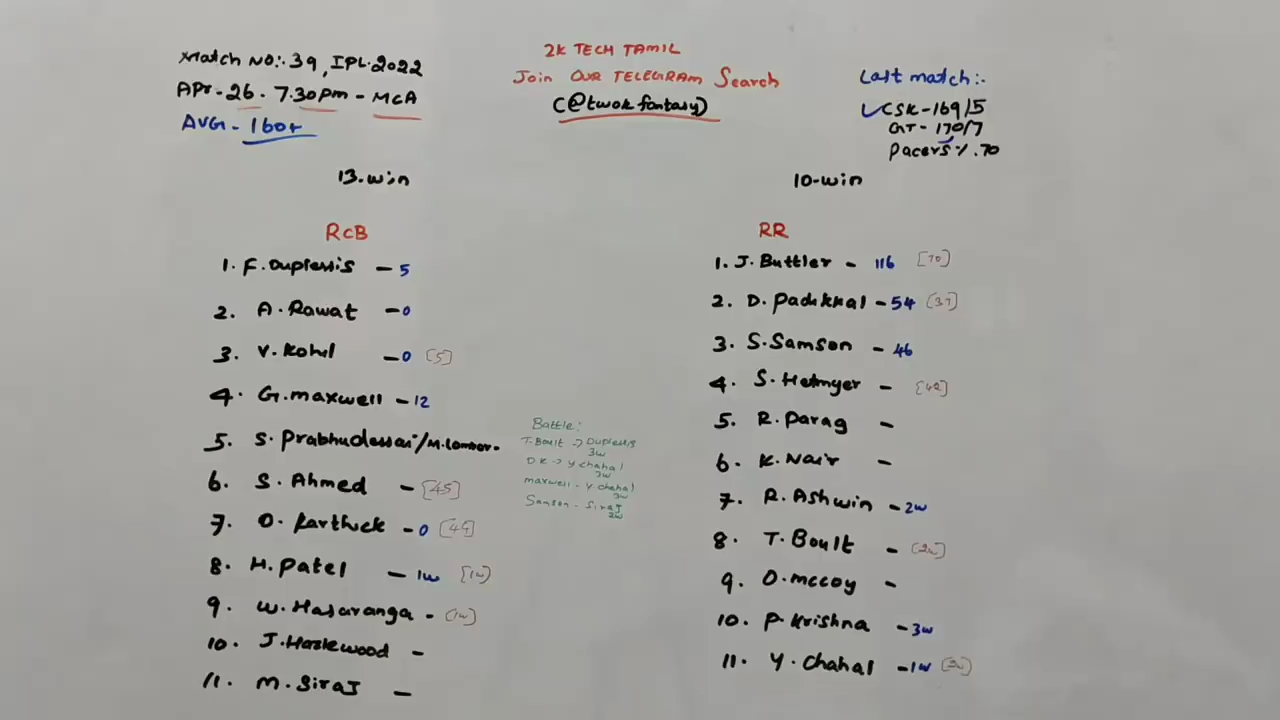 Match NO:. 39, IPL.2022
APr-26. 7.30pm - MCA
AVG - 160+
2K TECH TAMIL
Join OUR TELEGRAM Search
(@twok fantasy)
Last match:-
CSK-169/5
GT- 170/7
Pacers %. 70
13.win
10-win
RCB
1. F. Duplessis - 5
2. A. Rawat - 0
3. V. Kohil - 0 [5]
4. G. maxwell - 12
5. S. Prabhudessai/M.Lomror -
6. S. Ahmed - [45]
7. D. Karthick - 0 [44]
8. H. Patel - 1w [1w]
9. W. Hasaranga - [1w]
10. J. Hazlewood -
11. M. Siraj -
Battle:
T. Boult -> Duplessis
3w
DK -> Y chahal
2w
maxwell - Y chahal
2w
Samson - Siraj
2w
RR
1. J. Buttler - 116 [70]
2. D. Padikkal - 54 [37]
3. S. Samson - 46
4. S. Hetmyer - [42]
5. R. Parag -
6. K. Nair -
7. R. Ashwin - 2w
8. T. Boult - [2w]
9. O. mccoy -
10. P. Krishna - 3w
11. Y. chahal - 1w [2w]